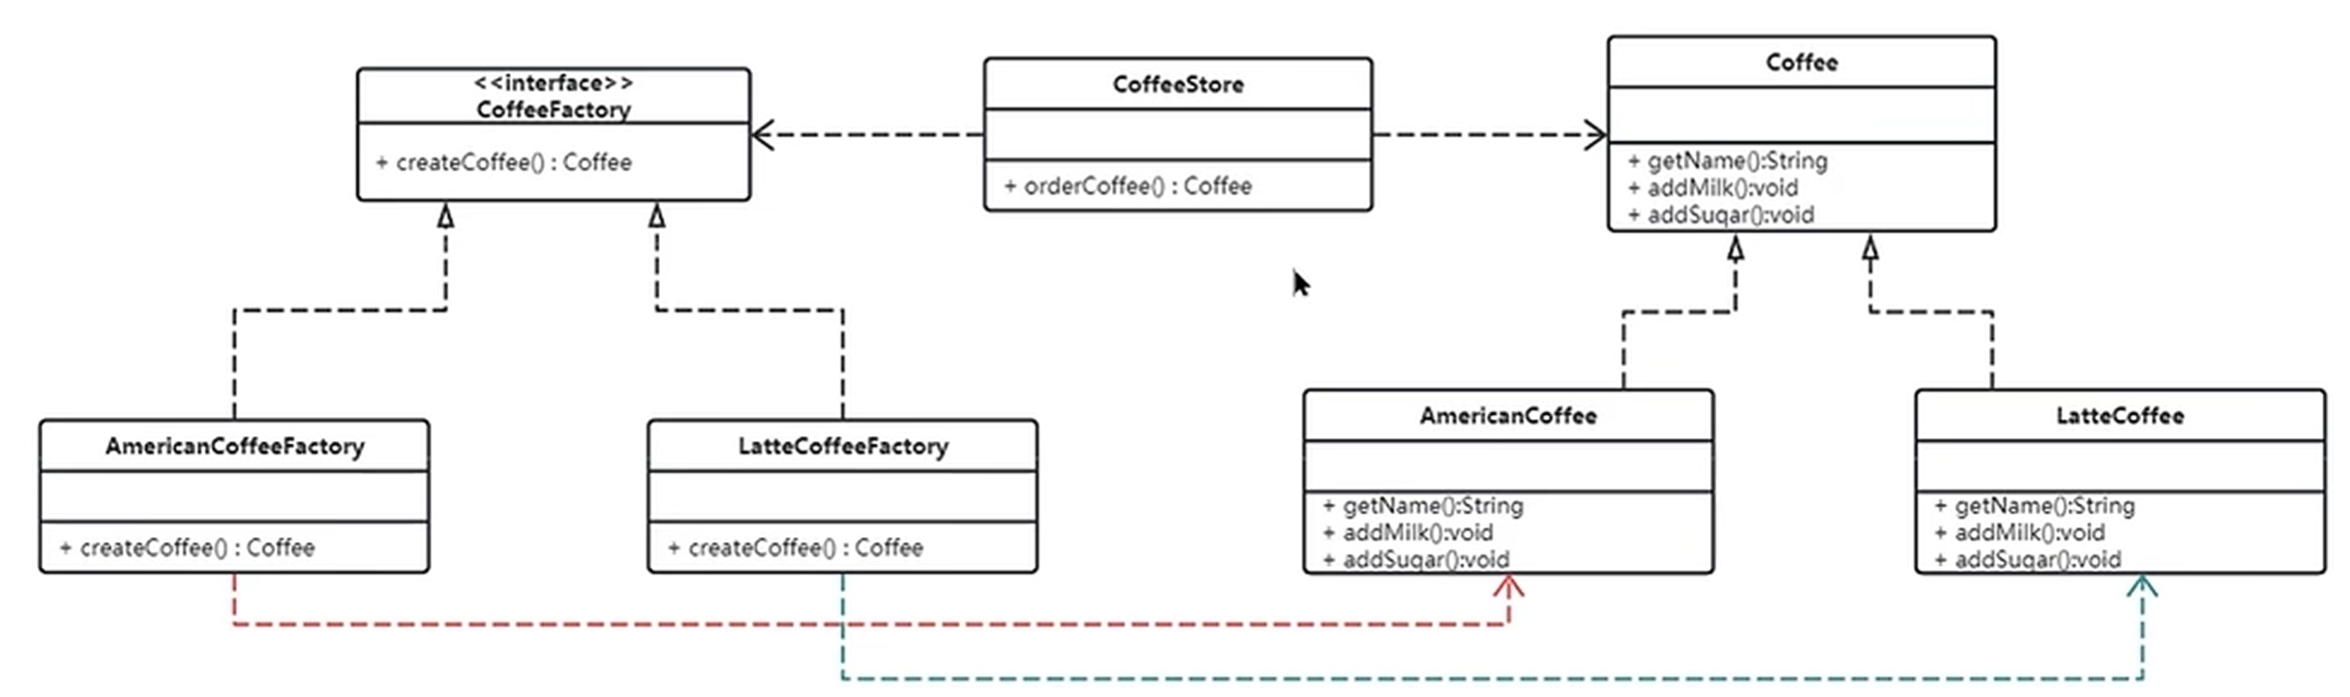 <<interface>>
CoffeeFactory
+ createCoffee() : Coffee
CoffeeStore
+ orderCoffee() : Coffee
Coffee
+ getName():String
+ addMilk():void
+ addSugar():void
AmericanCoffeeFactory
+ createCoffee() : Coffee
LatteCoffeeFactory
+ createCoffee() : Coffee
AmericanCoffee
+ getName():String
+ addMilk():void
+ addSugar():void
LatteCoffee
+ getName():String
+ addMilk():void
+ addSugar():void